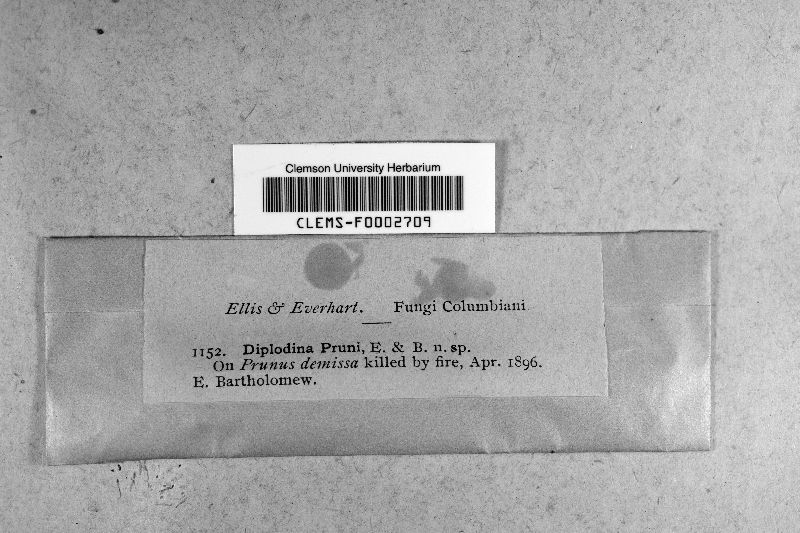 Clemson University Herbarium
CLEMS-F0002709
Ellis & Everhart. Fungi Columbiani
1152. Diplodina Pruni, E. & B. n. sp.
On Prunus demissa killed by fire, Apr. 1896.
E. Bartholomew.